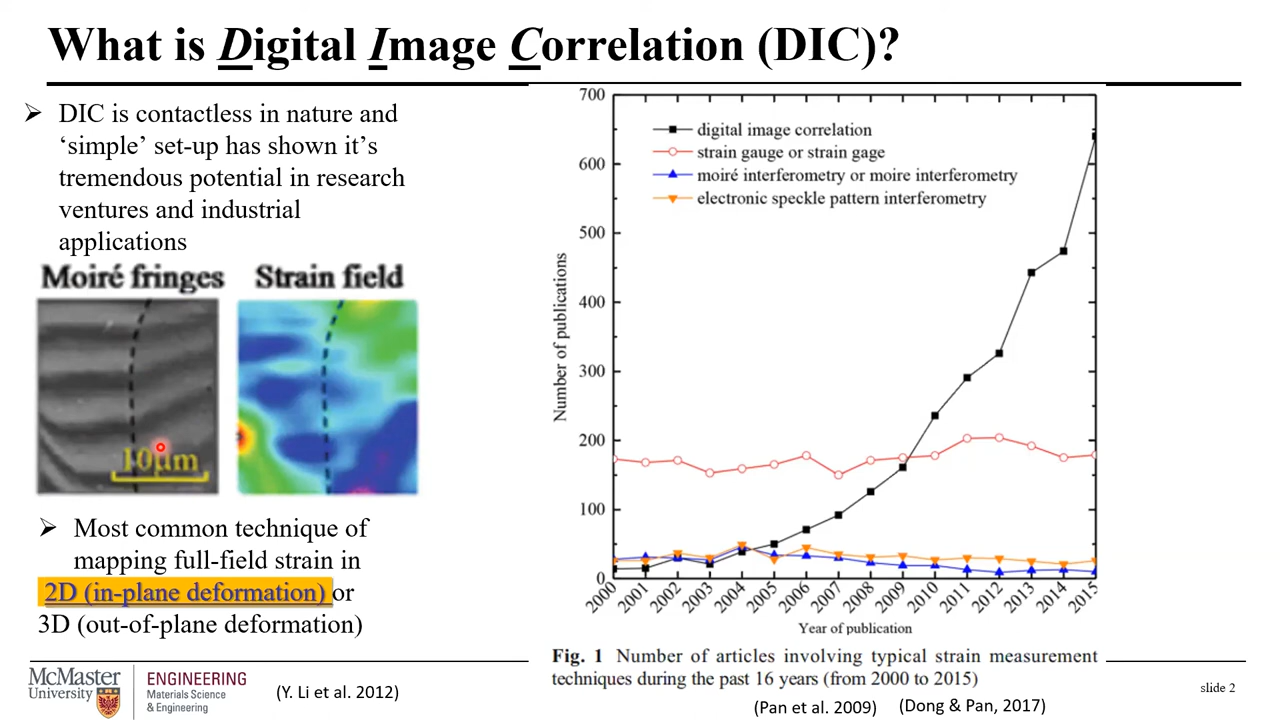 What is Digital Image Correlation (DIC)?
➢ DIC is contactless in nature and
‘simple’ set-up has shown it’s
tremendous potential in research
ventures and industrial
applications
Moiré fringes
Strain field
10μm
➢ Most common technique of
mapping full-field strain in
2D (in-plane deformation) or
3D (out-of-plane deformation)
700
600
500
400
300
200
100
0
Number of publications
digital image correlation
strain gauge or strain gage
moiré interferometry or moire interferometry
electronic speckle pattern interferometry
2000
2001
2002
2003
2004
2005
2006
2007
2008
2009
2010
2011
2012
2013
2014
2015
Year of publication
Fig. 1 Number of articles involving typical strain measurement
techniques during the past 16 years (from 2000 to 2015)
McMaster
University
ENGINEERING
Materials Science
& Engineering
(Y. Li et al. 2012)
(Pan et al. 2009)
(Dong & Pan, 2017)
slide 2